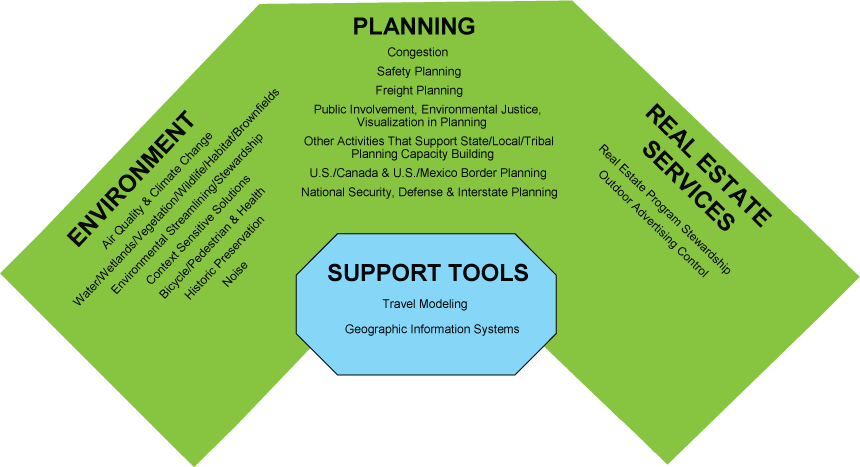 PLANNING
Congestion
Safety Planning
Freight Planning
Public Involvement, Environmental Justice,
Visualization in Planning
Other Activities That Support State/Local/Tribal
Planning Capacity Building
U.S./Canada & U.S./Mexico Border Planning
National Security, Defense & Interstate Planning
ENVIRONMENT
Air Quality & Climate Change
Water/Wetlands/Vegetation/Wildlife/Habitat/Brownfields
Environmental Streamlining/Stewardship
Context Sensitive Solutions
Bicycle/Pedestrian & Health
Historic Preservation
Noise
REAL ESTATE
SERVICES
Real Estate Program Stewardship
Outdoor Advertising Control
SUPPORT TOOLS
Travel Modeling
Geographic Information Systems